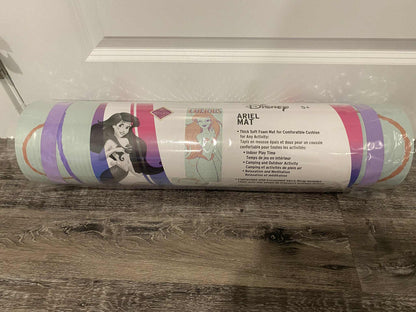 CURIOUS
Disney
5+
ARIEL
MAT
• Thick Soft Foam Mat for Comfortable Cushion
for Any Activity:
Tapis en mousse épais et doux pour un coussin
confortable pour toutes les activités:
• Indoor Play Time
Temps de jeu en intérieur
• Camping and Outdoor Activity
Camping et activités de plein air
• Relaxation and Meditation
Relaxation et méditation